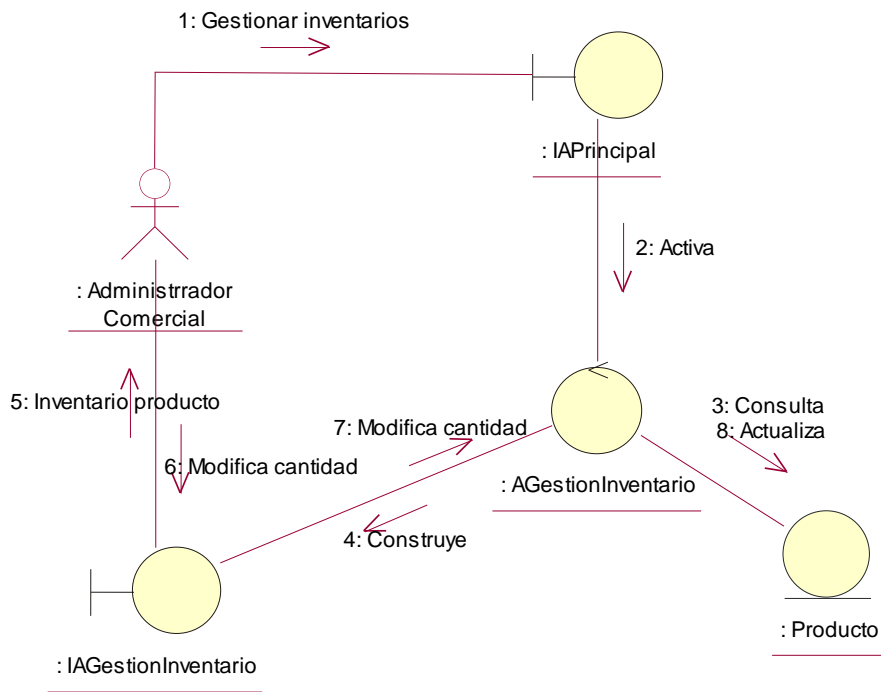 1: Gestionar inventarios
: IAPrincipal
2: Activa
: Administrrador
Comercial
5: Inventario producto
3: Consulta
7: Modifica cantidad
8: Actualiza
6: Modifica cantidad
: AGestionInventario
4: Construye
: Producto
: IAGestionInventario